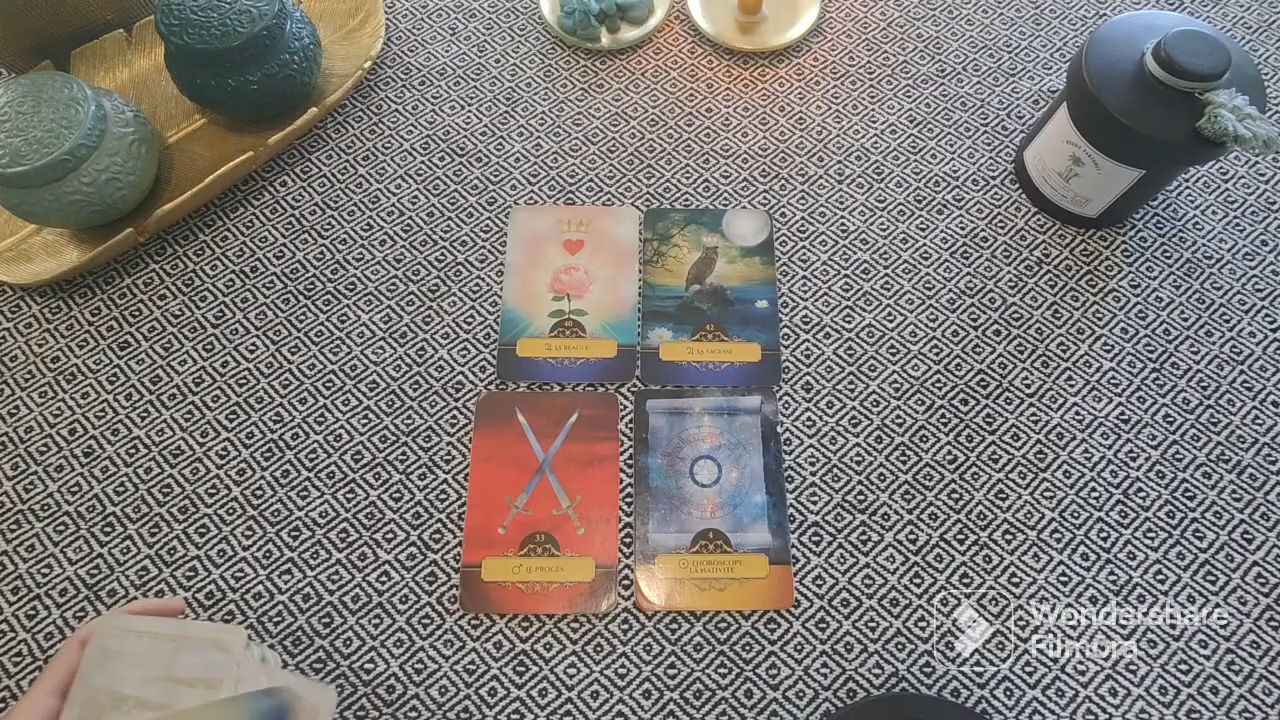 40
LA BEAUTÉ
42
LA SAGESSE
33
LE PROCÈS
4
L'HOROSCOPE
LA NATIVITÉ
Wondershare
Filmora